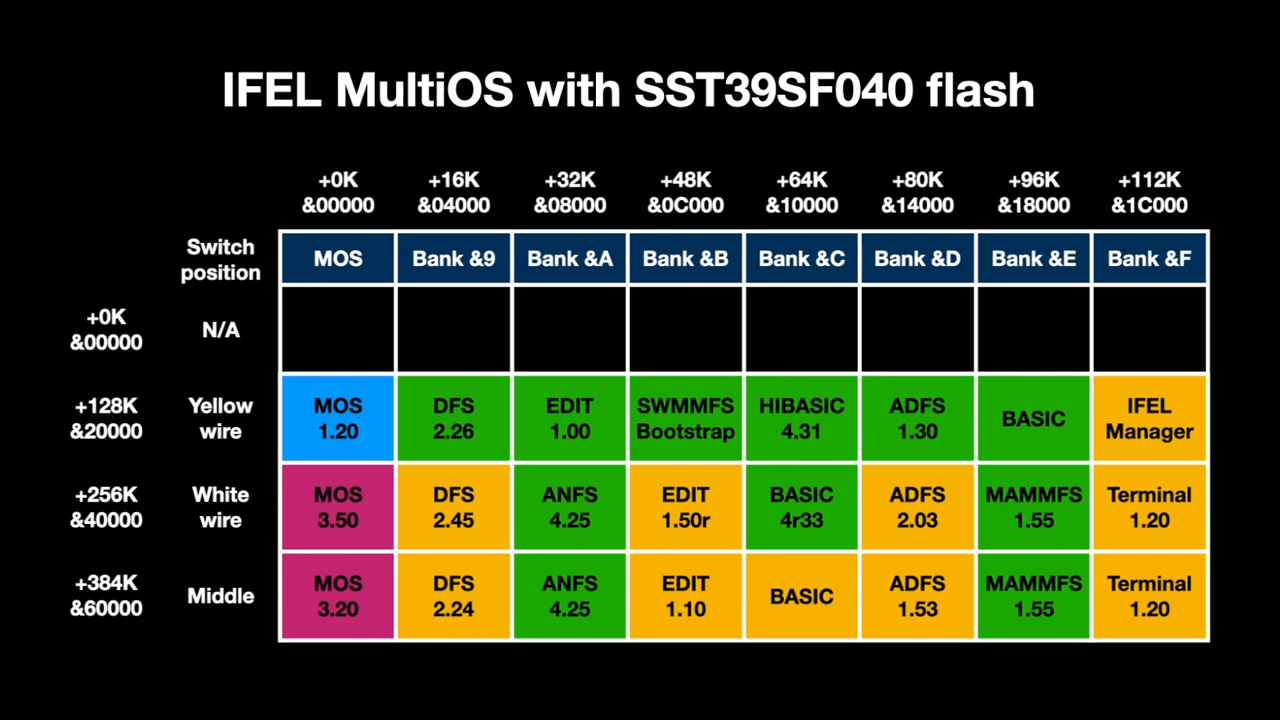 IFEL MultiOS with SST39SF040 flash
+0K +16K +32K +48K +64K +80K +96K +112K
&00000 &04000 &08000 &0C000 &10000 &14000 &18000 &1C000
Switch position MOS Bank &9 Bank &A Bank &B Bank &C Bank &D Bank &E Bank &F
+0K &00000 N/A
+128K &20000 Yellow wire MOS 1.20 DFS 2.26 EDIT 1.00 SWMMFS Bootstrap HIBASIC 4.31 ADFS 1.30 BASIC IFEL Manager
+256K &40000 White wire MOS 3.50 DFS 2.45 ANFS 4.25 EDIT 1.50r BASIC 4r33 ADFS 2.03 MAMMFS 1.55 Terminal 1.20
+384K &60000 Middle MOS 3.20 DFS 2.24 ANFS 4.25 EDIT 1.10 BASIC ADFS 1.53 MAMMFS 1.55 Terminal 1.20